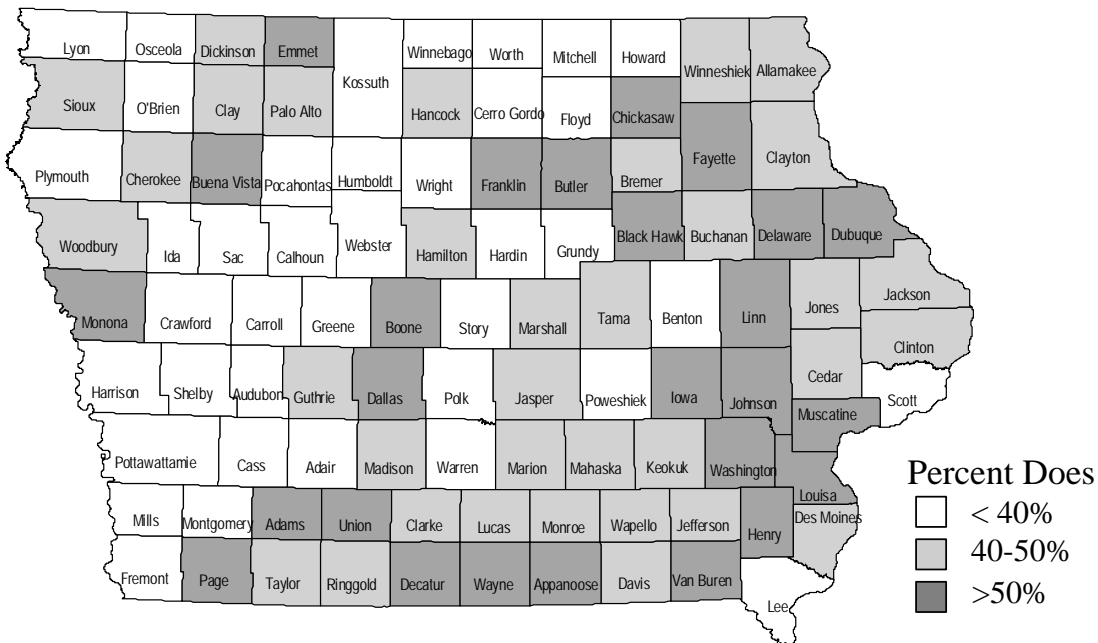 Lyon Osceola Dickinson Emmet Winnebago Worth Mitchell Howard Winneshiek Allamakee
Kossuth
Sioux O'Brien Clay Palo Alto Hancock Cerro Gordo Floyd Chickasaw
Plymouth Cherokee Buena Vista Pocahontas Humboldt Wright Franklin Butler Bremer Fayette Clayton
Woodbury Ida Sac Calhoun Webster Hamilton Hardin Grundy Black Hawk Buchanan Delaware Dubuque
Monona Crawford Carroll Greene Boone Story Marshall Tama Benton Linn Jones Jackson
Clinton
Harrison Shelby Audubon Guthrie Dallas Polk Jasper Poweshiek Iowa Johnson Cedar Scott
Muscatine
Pottawattamie Cass Adair Madison Warren Marion Mahaska Keokuk Washington Louisa
Mills Montgomery Adams Union Clarke Lucas Monroe Wapello Jefferson Henry Des Moines
Fremont Page Taylor Ringgold Decatur Wayne Appanoose Davis Van Buren Lee
Percent Does
< 40%
40-50%
>50%